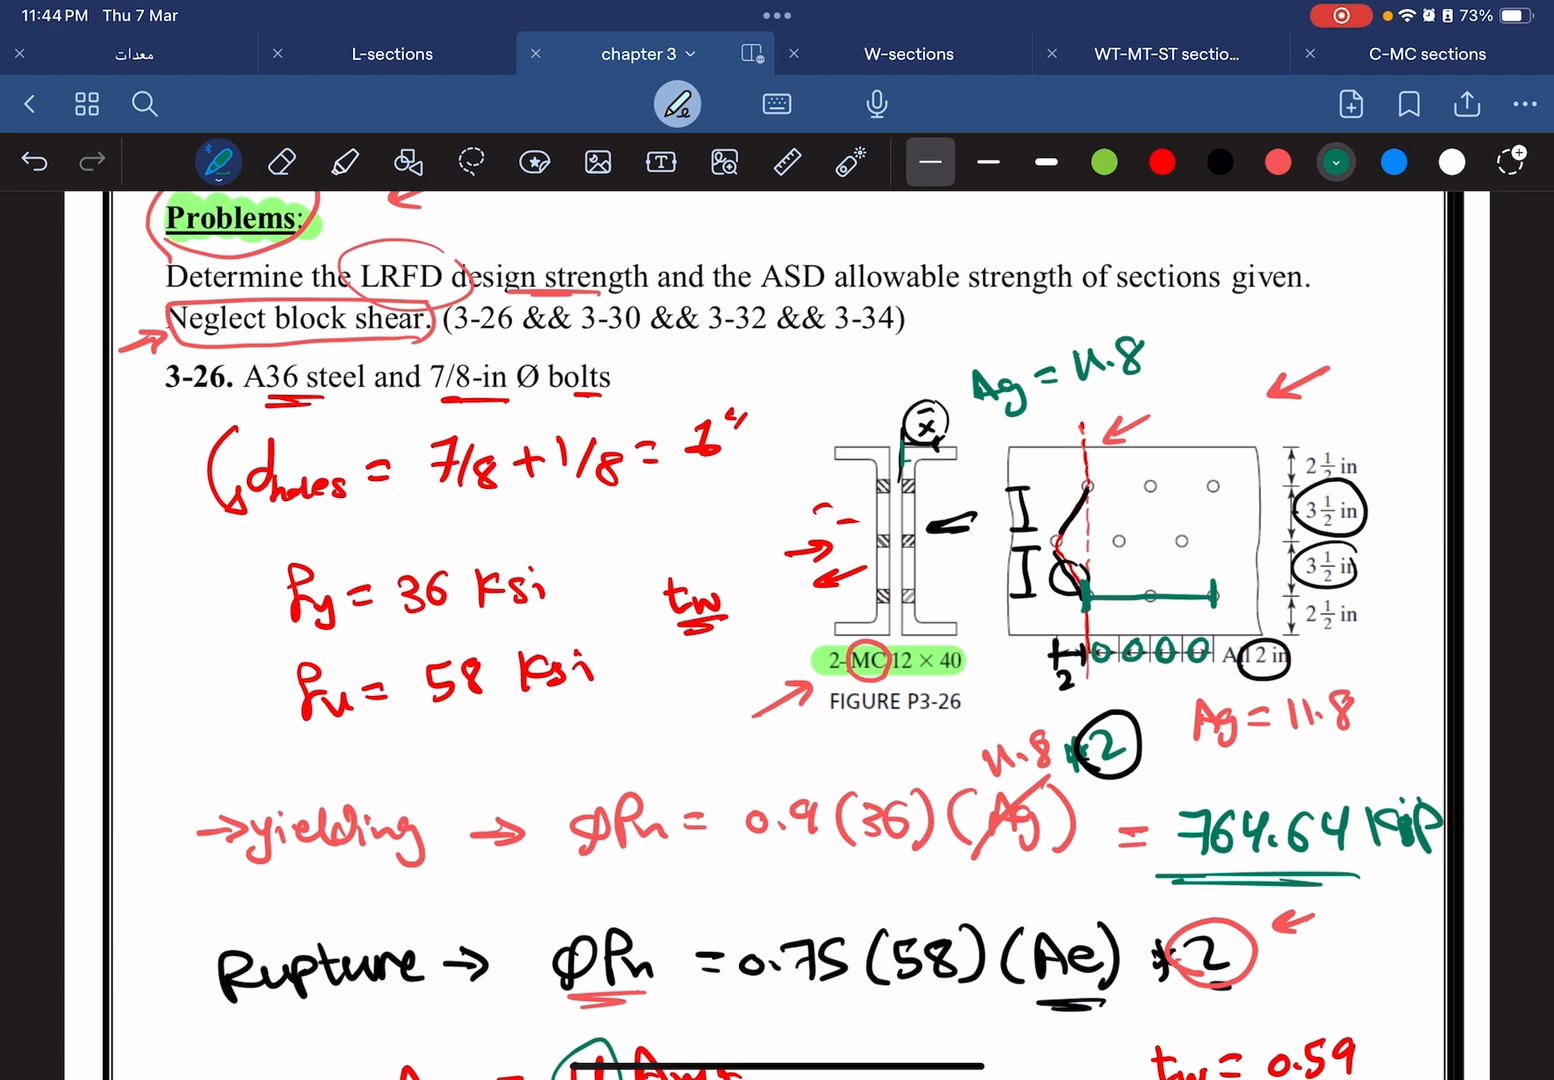 11:44 PM Thu 7 Mar
73%
معدات
L-sections
chapter 3
W-sections
WT-MT-ST sectio...
C-MC sections
Problems:
Determine the LRFD design strength and the ASD allowable strength of sections given.
Neglect block shear. (3-26 && 3-30 && 3-32 && 3-34)
3-26. A36 steel and 7/8-in Ø bolts
Ag = 11.8
x̄
dholes = 7/8 + 1/8 = 1"
2 1/2 in
3 1/2 in
3 1/2 in
2 1/2 in
fy = 36 ksi
tw
fu = 58 ksi
2-MC 12 × 40
All 2 in
2
FIGURE P3-26
Ag = 11.8
11.8 * 2
→ yielding → ØPn = 0.9 (36) (Ag) = 764.64 kip
Rupture → ØPn = 0.75 (58) (Ae) * 2
tw = 0.59